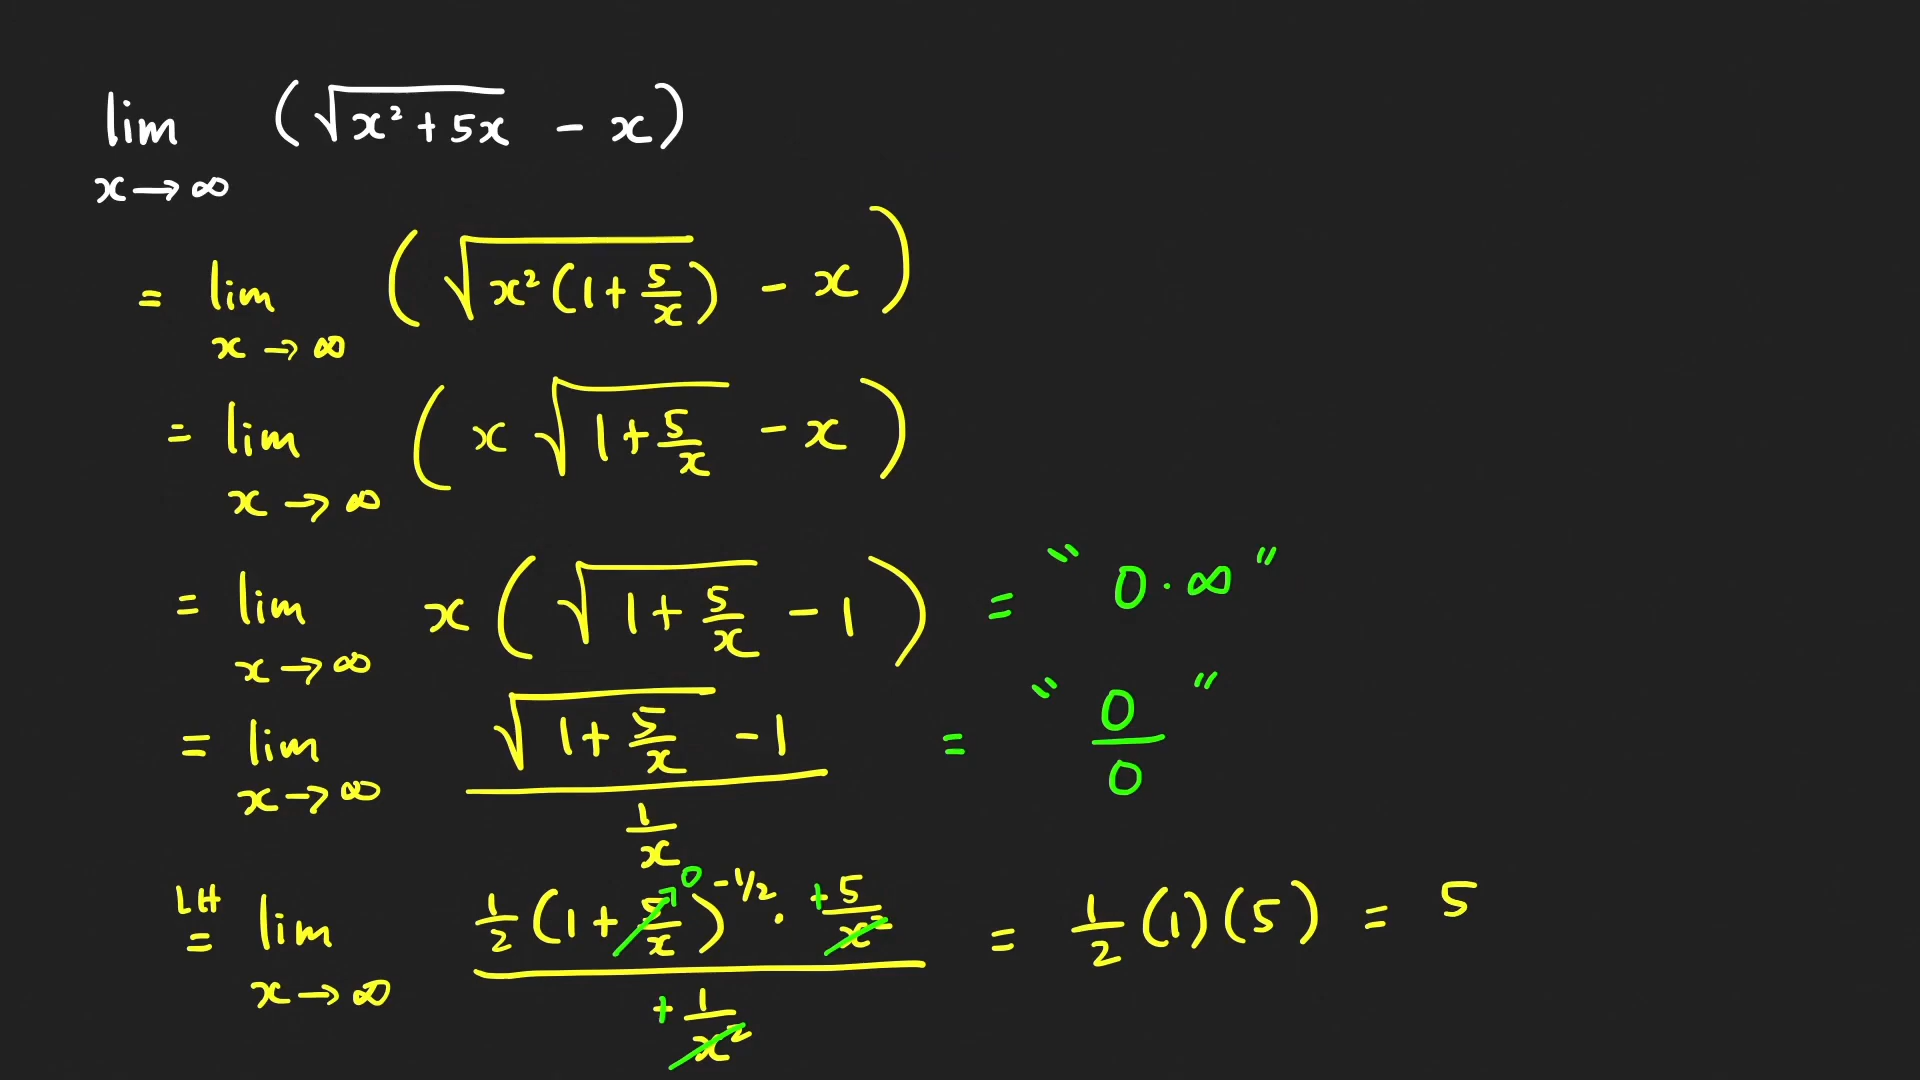 lim x→∞ (√(x² + 5x) - x)
= lim x→∞ (√(x²(1 + 5/x)) - x)
= lim x→∞ (x √(1 + 5/x) - x)
= lim x→∞ x(√(1 + 5/x) - 1) = "0 · ∞"
= lim x→∞ (√(1 + 5/x) - 1)/(1/x) = "0/0"
LH = lim x→∞ (1/2 (1 + 5/x)^(-1/2) · +5/x²)/(+ 1/x²) = 1/2 (1)(5) = 5
0